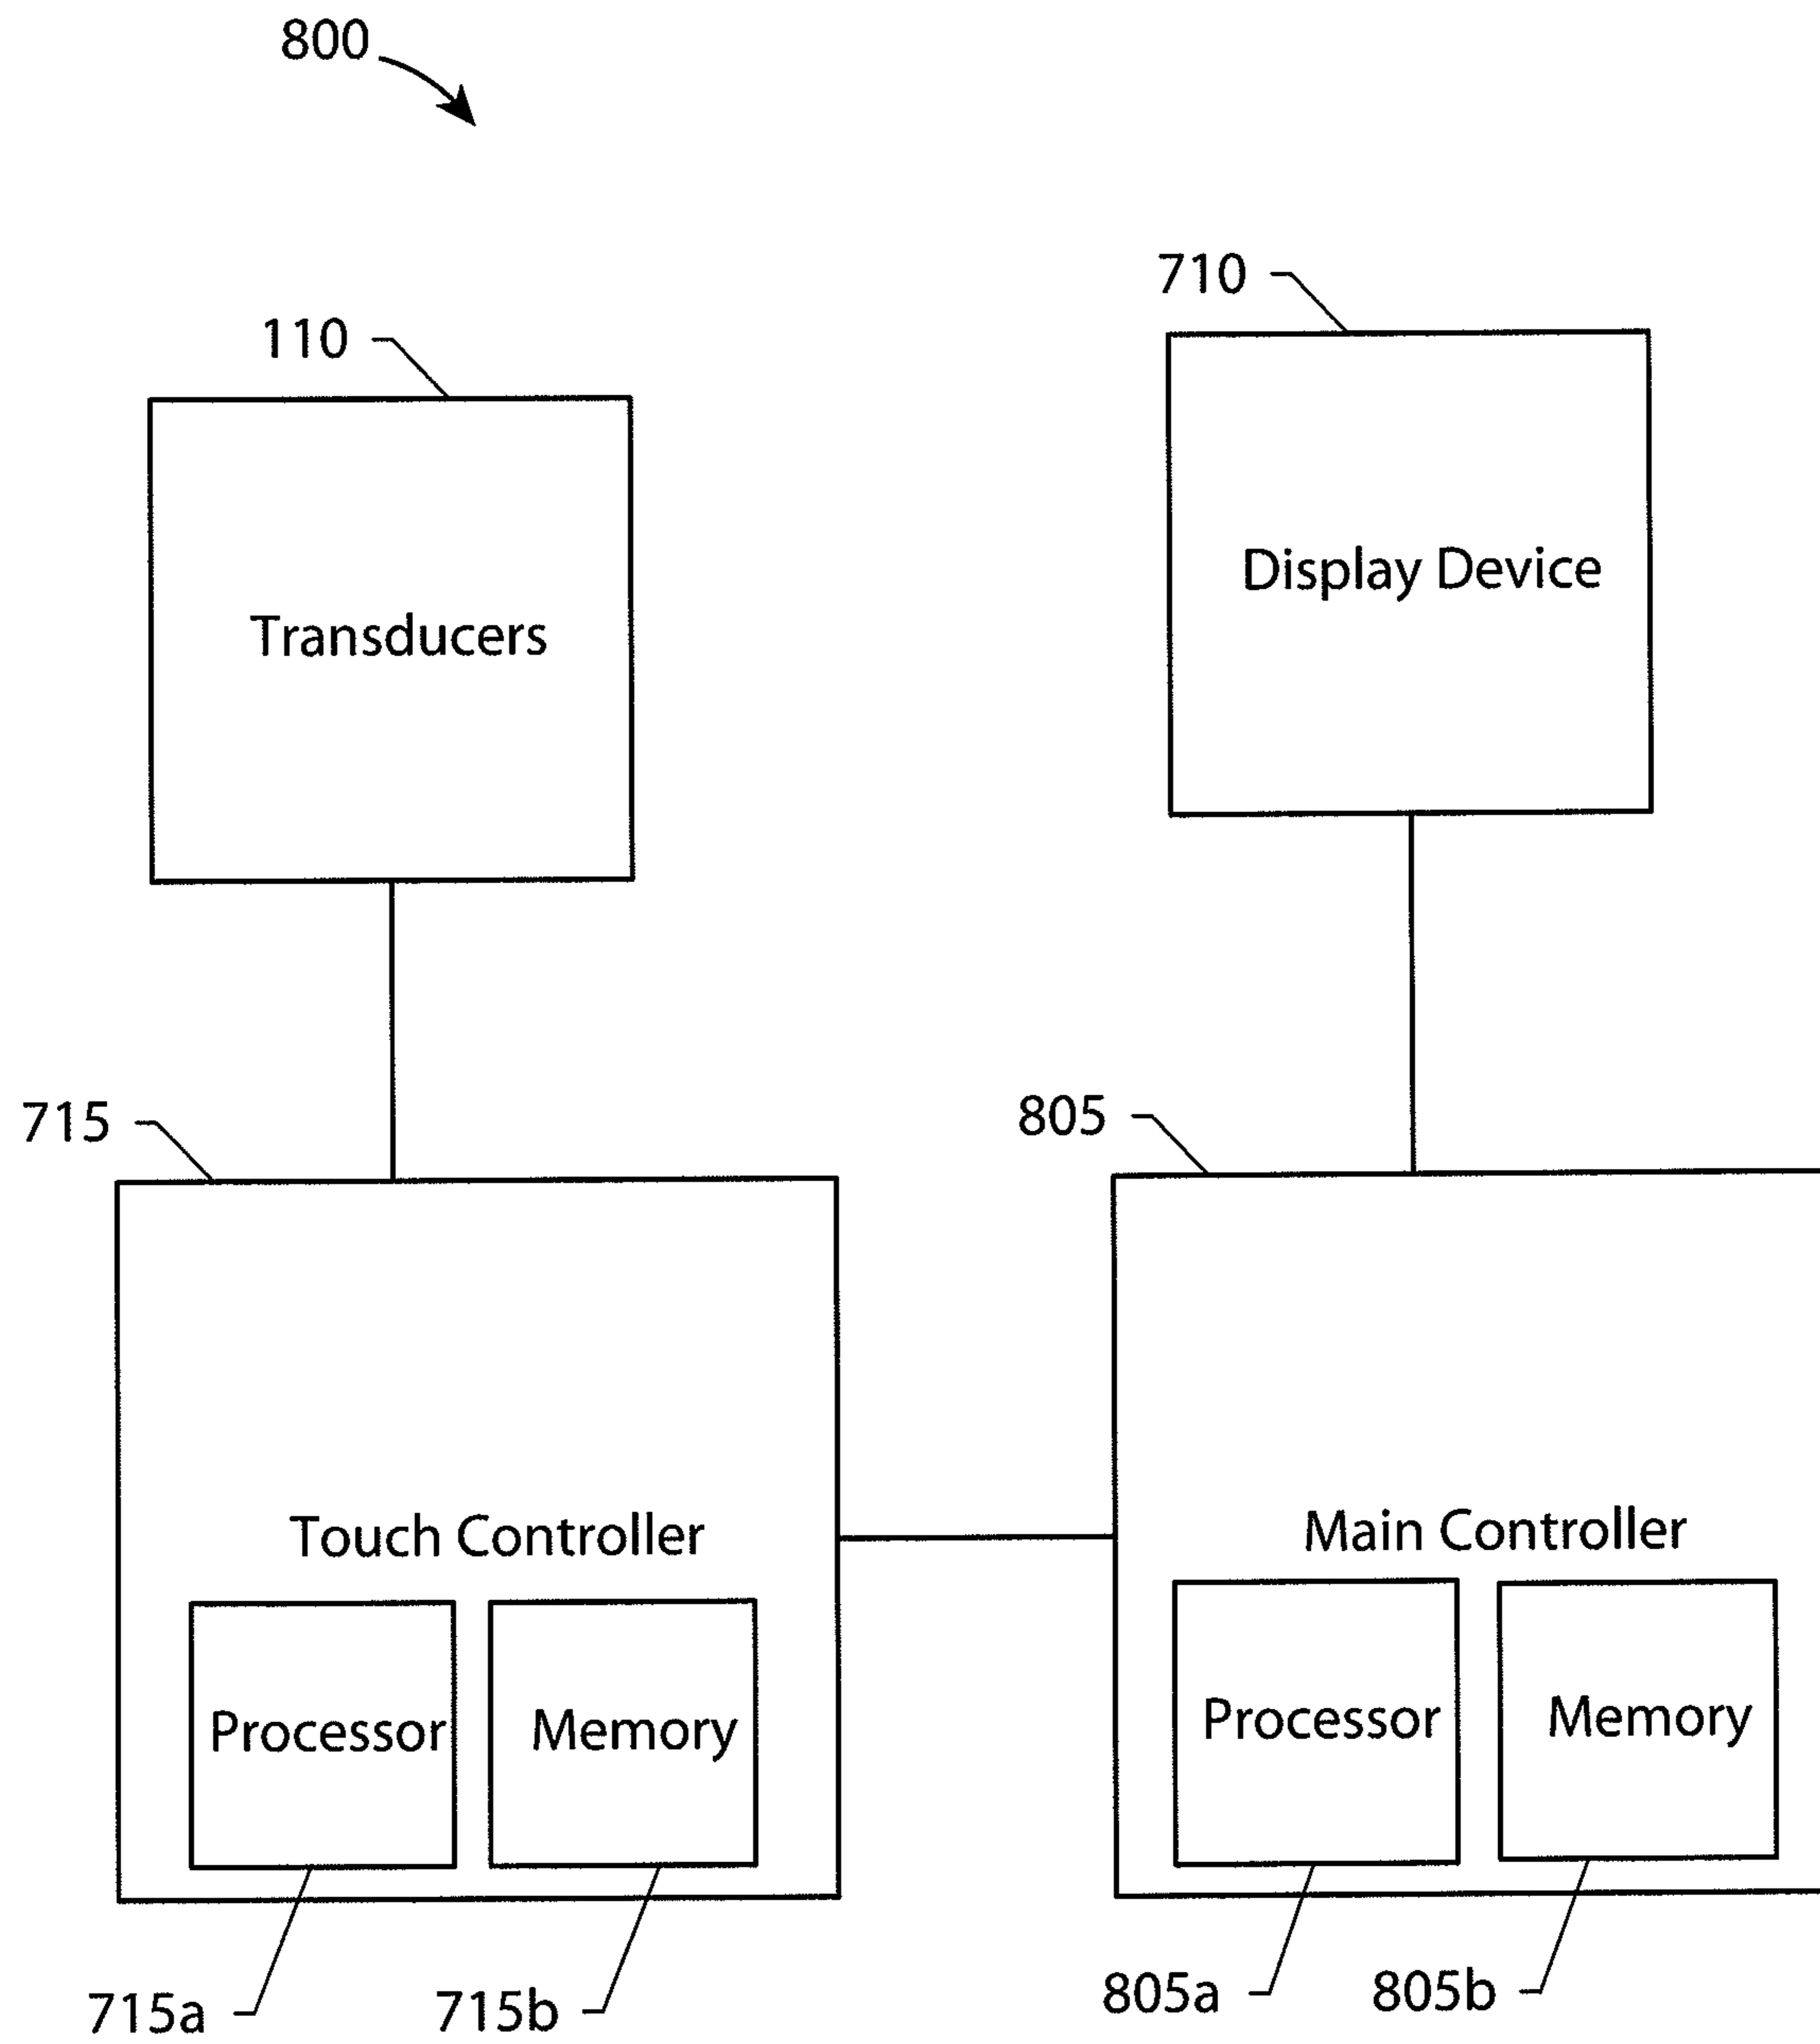 800
710
110
Display Device
Transducers
715
805
Touch Controller
Main Controller
Processor
Memory
Processor
Memory
715a
715b
805a
805b